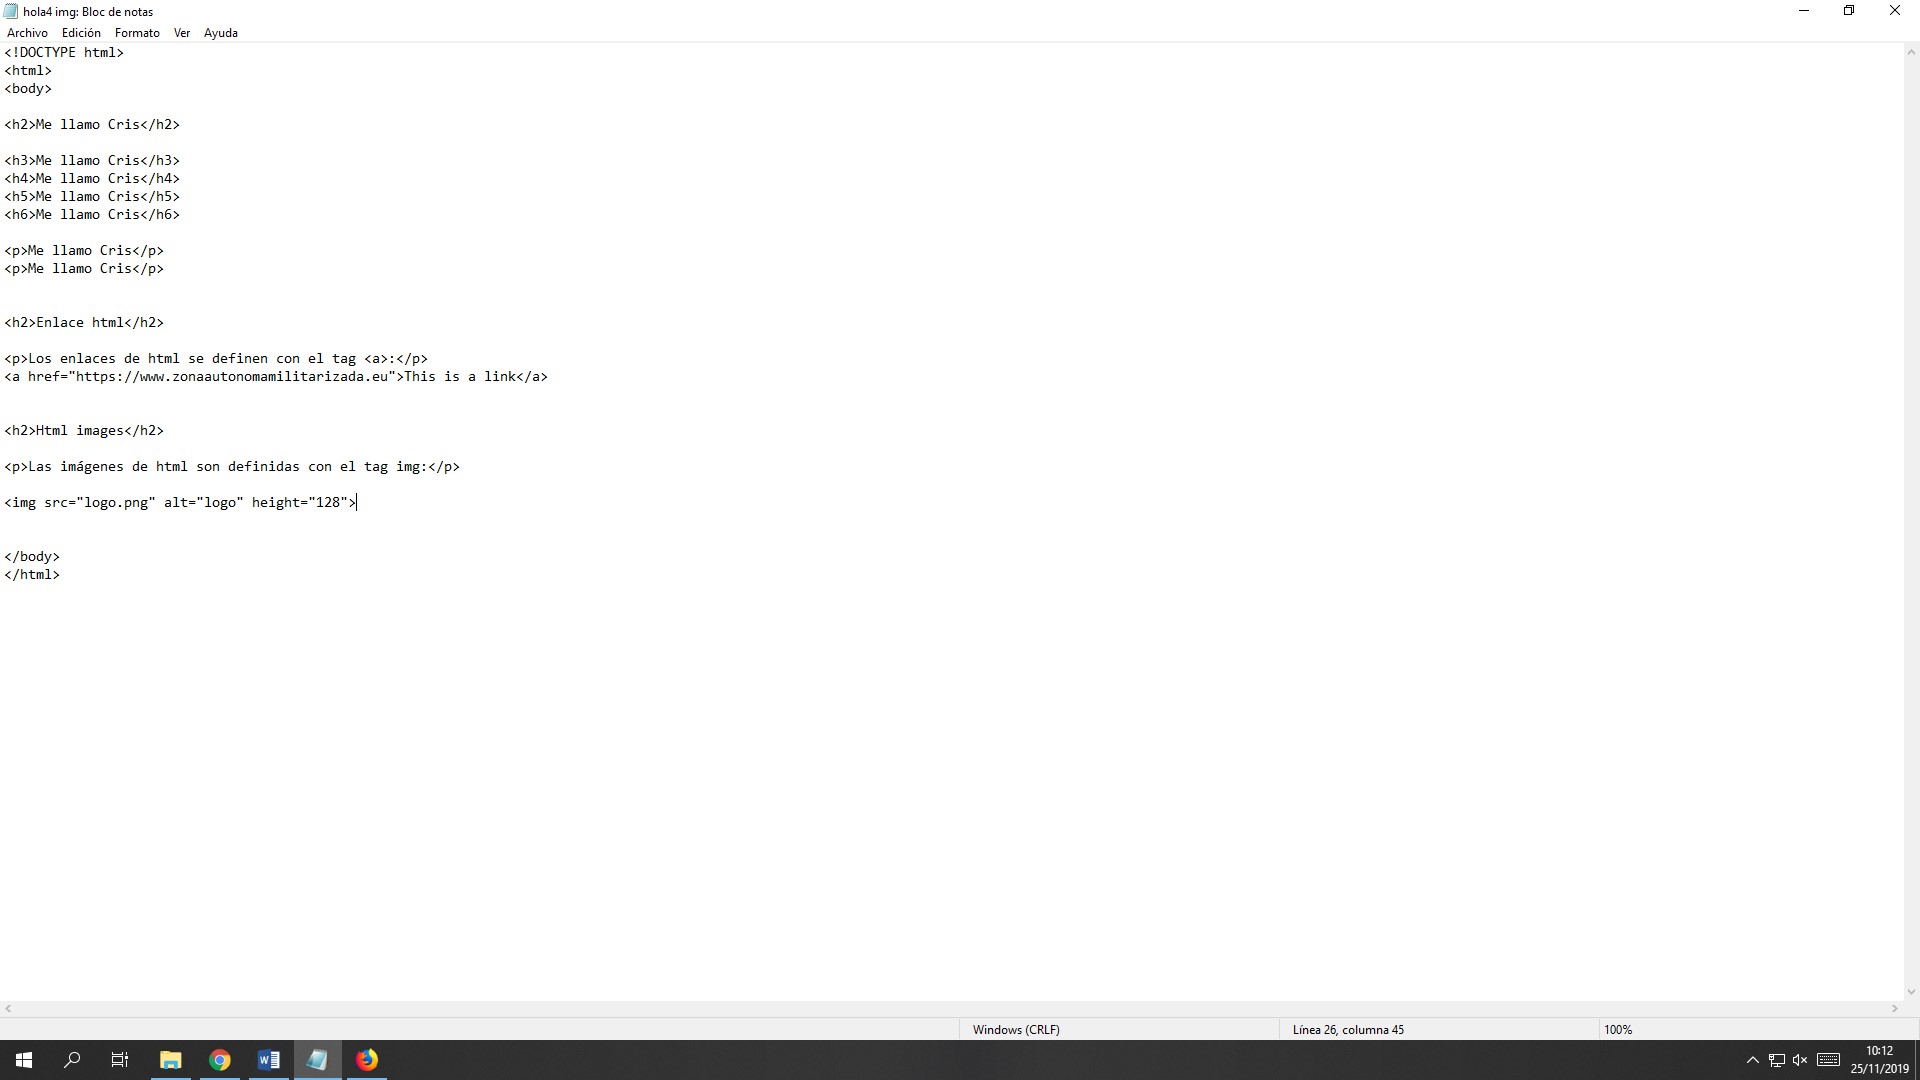 hola4 img: Bloc de notas
Archivo Edición Formato Ver Ayuda
<!DOCTYPE html>
<html>
<body>
<h2>Me llamo Cris</h2>
<h3>Me llamo Cris</h3>
<h4>Me llamo Cris</h4>
<h5>Me llamo Cris</h5>
<h6>Me llamo Cris</h6>
<p>Me llamo Cris</p>
<p>Me llamo Cris</p>
<h2>Enlace html</h2>
<p>Los enlaces de html se definen con el tag <a>:</p>
<a href="https://www.zonaautonomamilitarizada.eu">This is a link</a>
<h2>Html images</h2>
<p>Las imágenes de html son definidas con el tag img:</p>
<img src="logo.png" alt="logo" height="128">
</body>
</html>
Windows (CRLF) Línea 26, columna 45 100%
10:12
25/11/2019